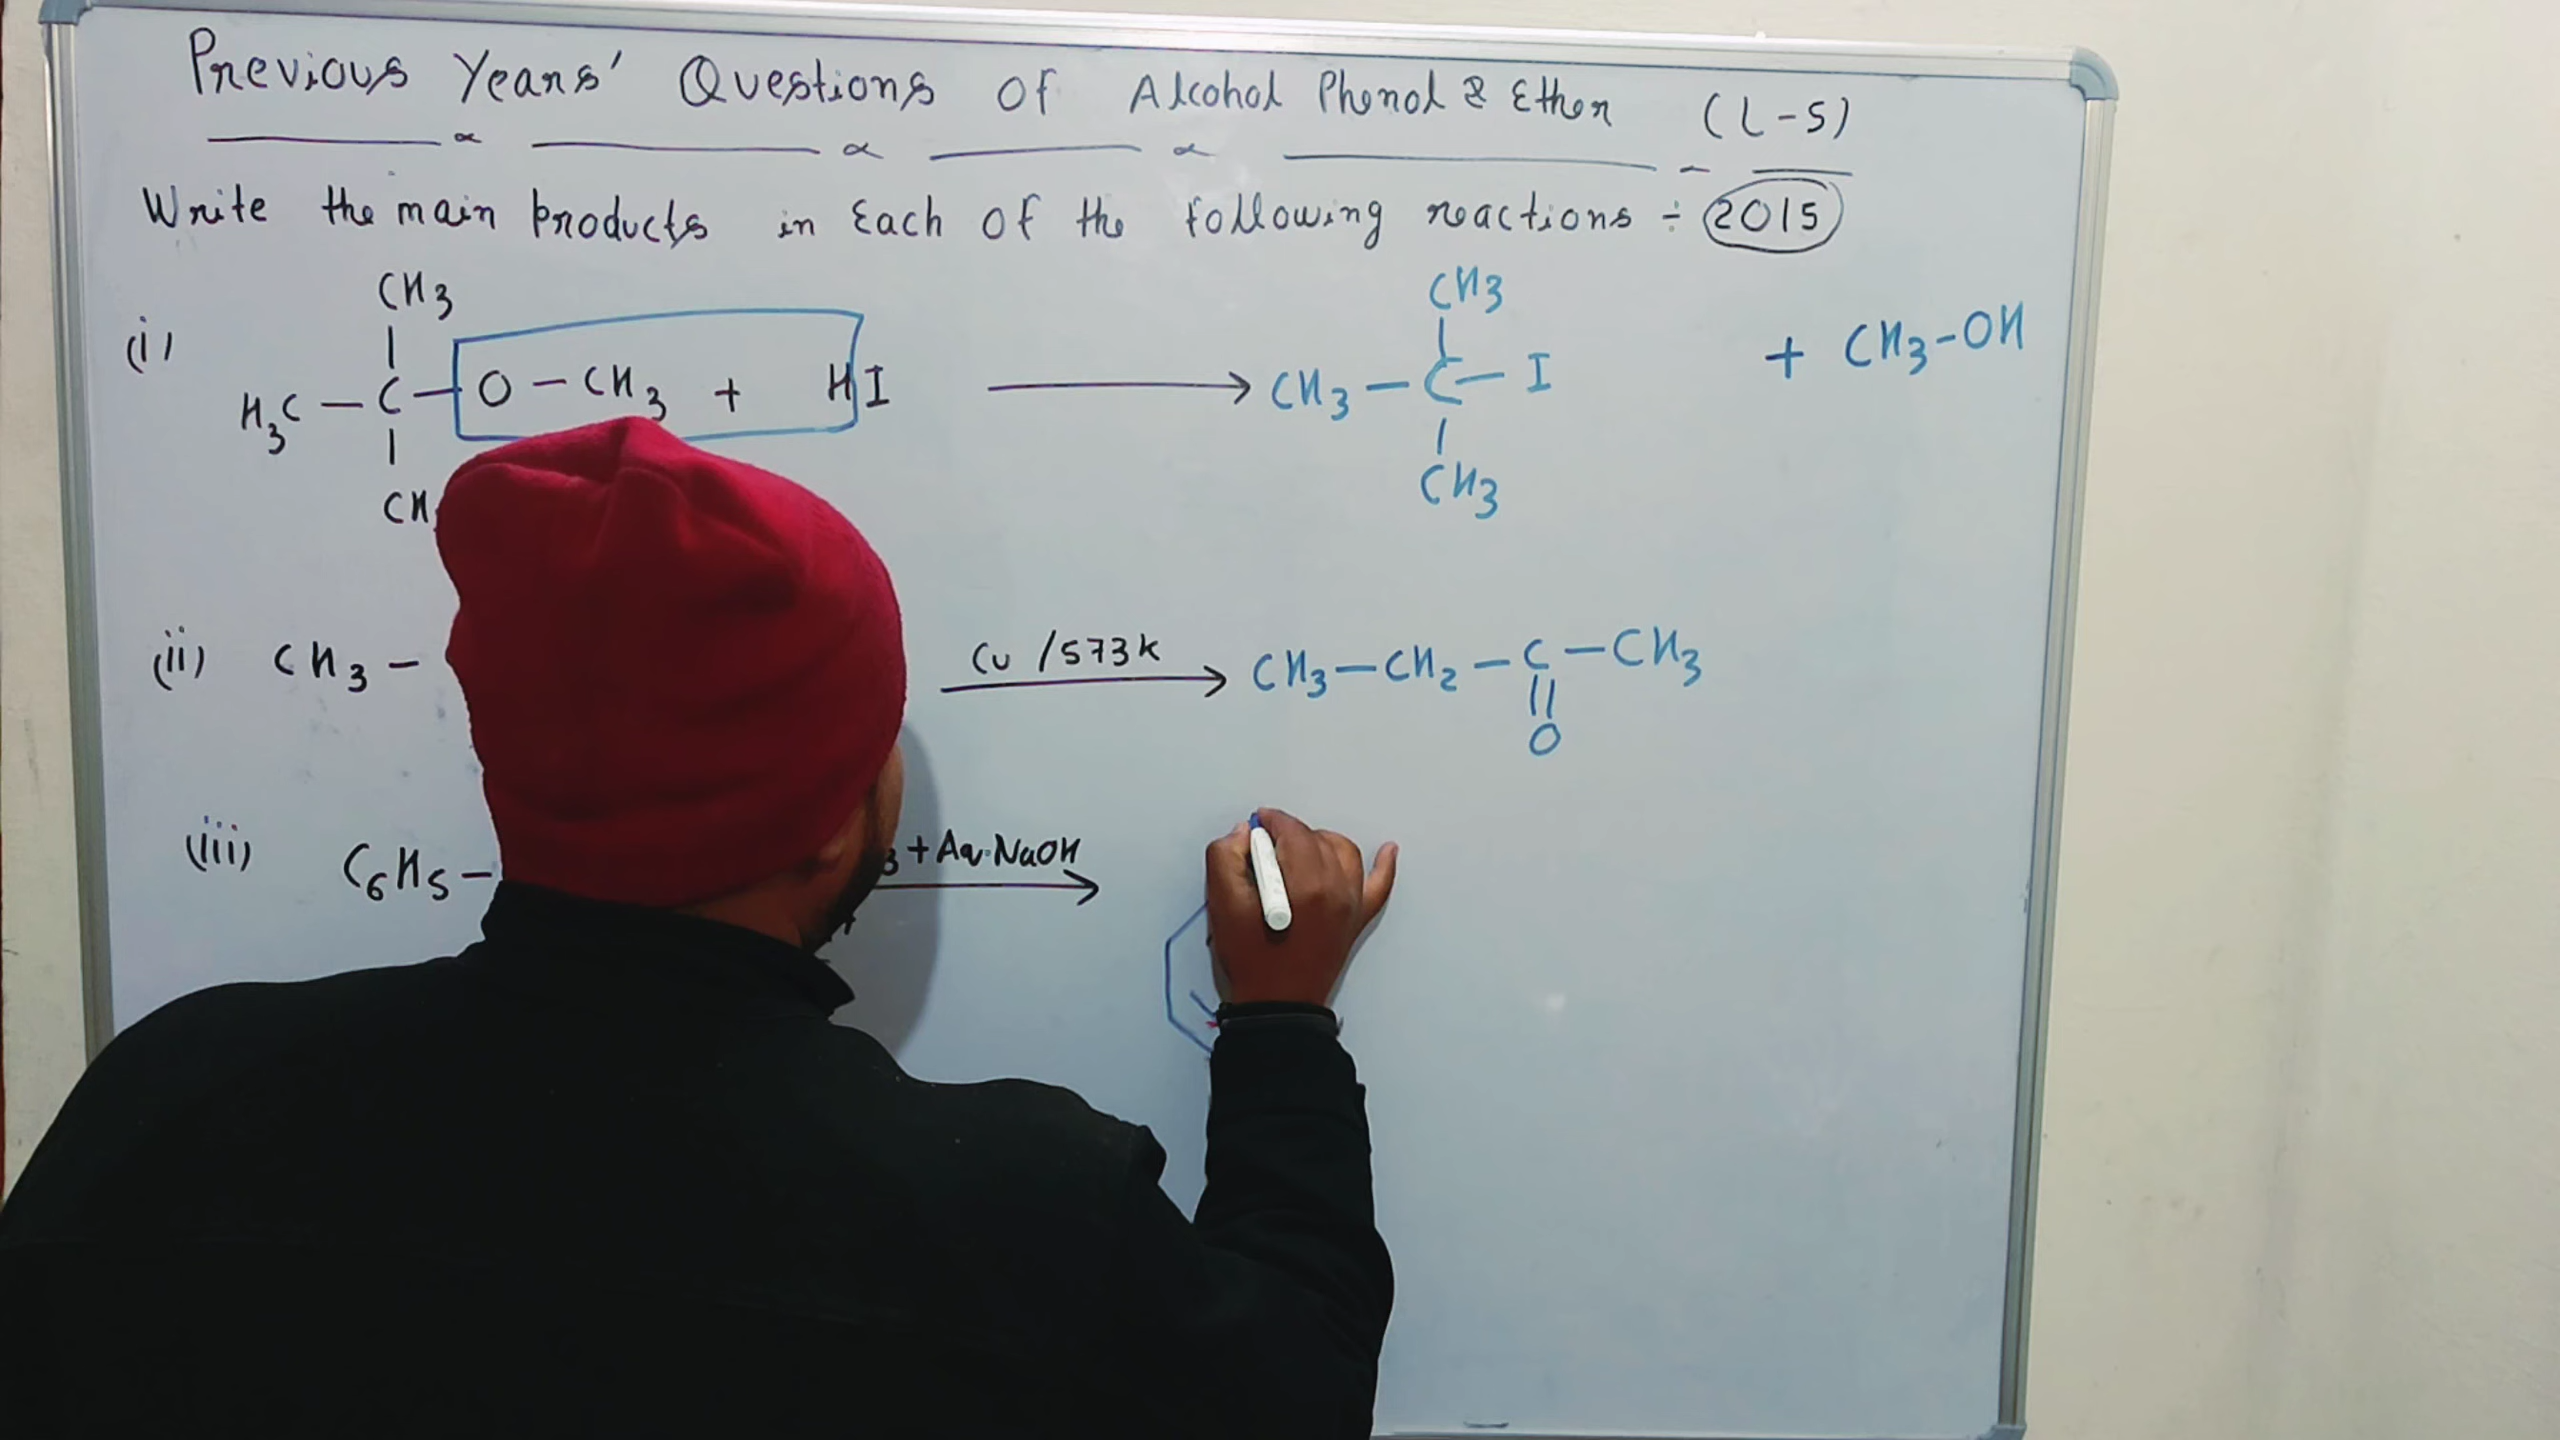 Previous Years' Questions Of Alcohol Phenol & Ether (L-5)
Write the main products in Each of the following reactions ÷ 2015
(i)
CH3
|
H3C — C — O — CH3 + HI
|
CH
⟶
CH3
|
CH3 — C — I
|
CH3
+ CH3-OH
(ii) CH3 —
Cu /573K
⟶
CH3—CH2—C—CH3
||
O
(iii) C6H5—
3 + Aq. NaOH
⟶